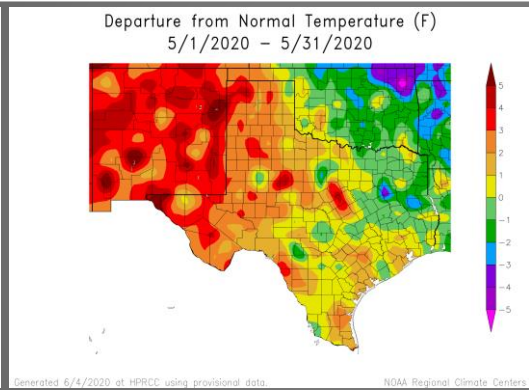 Departure from Normal Temperature (F)
5/1/2020 – 5/31/2020
5
4
3
2
1
0
−1
−2
−3
−4
−5
Generated 6/4/2020 at HPRCC using provisional data.
NOAA Regional Climate Centers